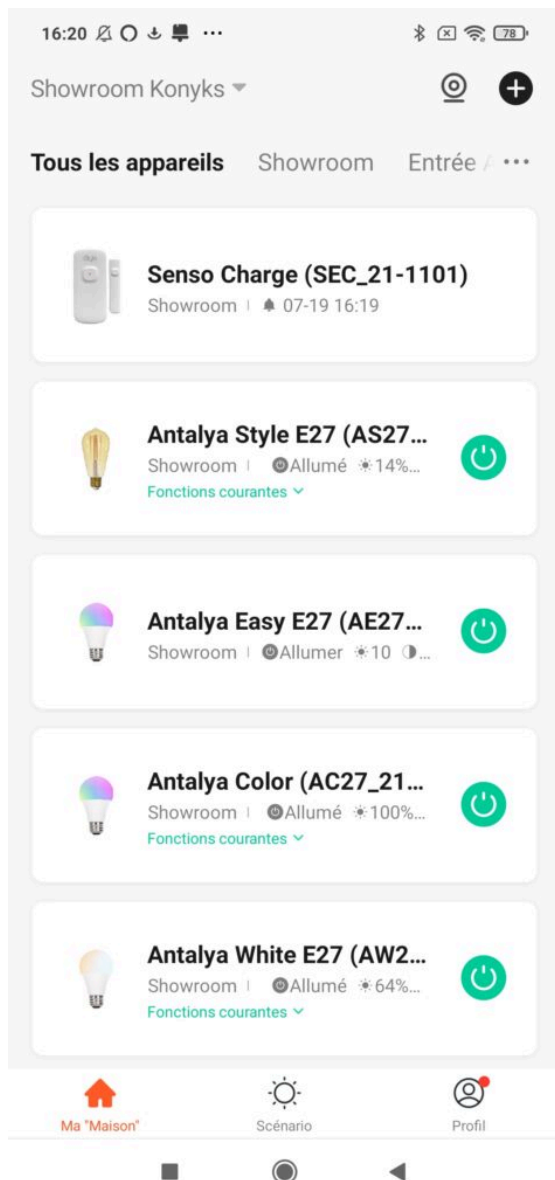 16:20 ...
78
Showroom Konyks
Tous les appareils Showroom Entrée A ...
Senso Charge (SEC_21-1101)
Showroom | 07-19 16:19
Antalya Style E27 (AS27...
Showroom | Allumé 14%...
Fonctions courantes
Antalya Easy E27 (AE27...
Showroom | Allumer 10 ...
Antalya Color (AC27_21...
Showroom | Allumé 100%...
Fonctions courantes
Antalya White E27 (AW2...
Showroom | Allumé 64%...
Fonctions courantes
Ma "Maison" Scénario Profil